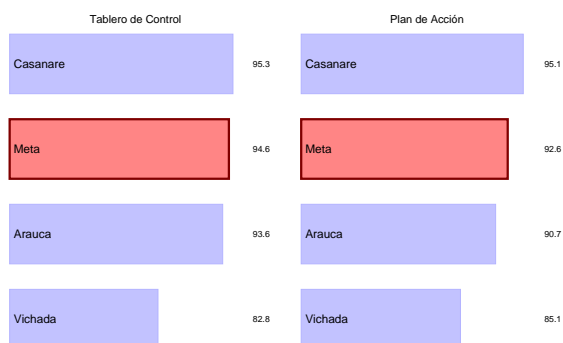 Tablero de Control
Casanare 95.3
Meta 94.6
Arauca 93.6
Vichada 82.8
Plan de Acción
Casanare 95.1
Meta 92.6
Arauca 90.7
Vichada 85.1